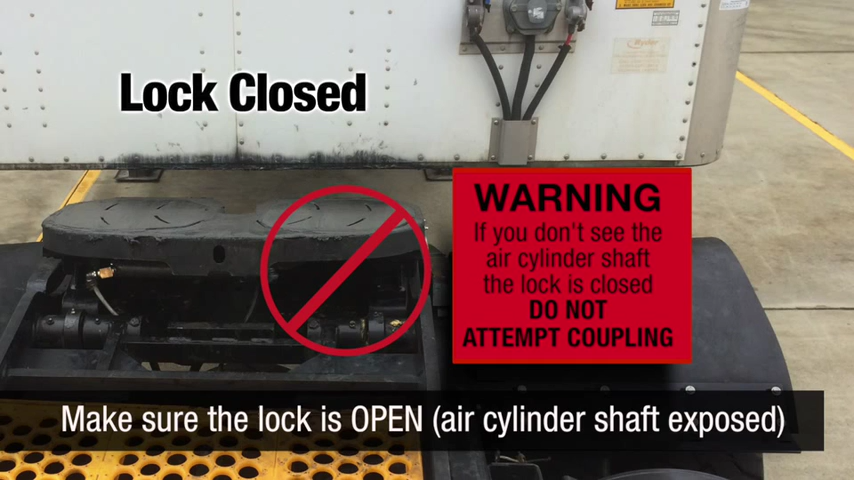 Lock Closed
Ryder
WARNING
If you don't see the
air cylinder shaft
the lock is closed
DO NOT
ATTEMPT COUPLING
Make sure the lock is OPEN (air cylinder shaft exposed)